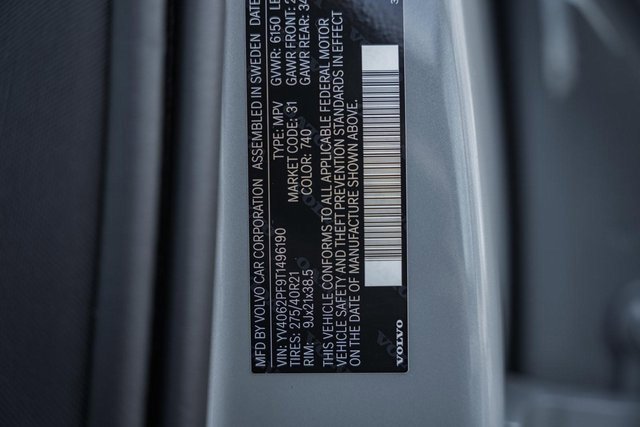 MFD BY VOLVO CAR CORPORATION ASSEMBLED IN SWEDEN DATE
VIN: YV4062PF9T1496190 TYPE: MPV GVWR: 6150 LB
TIRES: 275/40R21 MARKET CODE: 31 GAWR FRONT:
RIM: 9Jx21x38.5 COLOR: 740 GAWR REAR: 34
THIS VEHICLE CONFORMS TO ALL APPLICABLE FEDERAL MOTOR
VEHICLE SAFETY AND THEFT PREVENTION STANDARDS IN EFFECT
ON THE DATE OF MANUFACTURE SHOWN ABOVE.
VOLVO